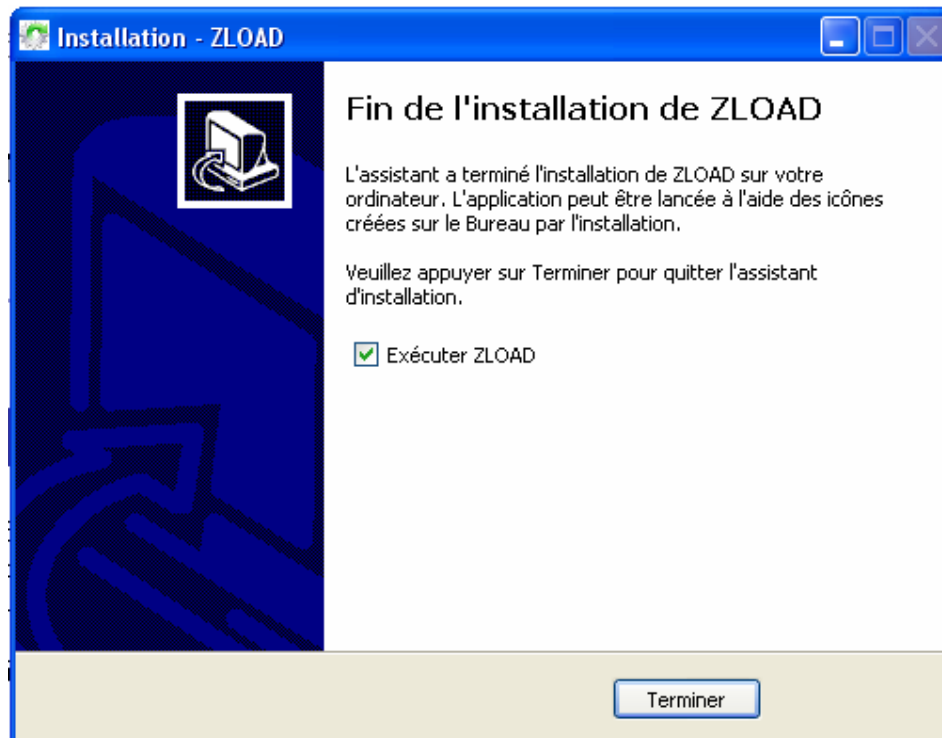 Installation - ZLOAD
Fin de l'installation de ZLOAD
L'assistant a terminé l'installation de ZLOAD sur votre
ordinateur. L'application peut être lancée à l'aide des icônes
créées sur le Bureau par l'installation.
Veuillez appuyer sur Terminer pour quitter l'assistant
d'installation.
Exécuter ZLOAD
Terminer